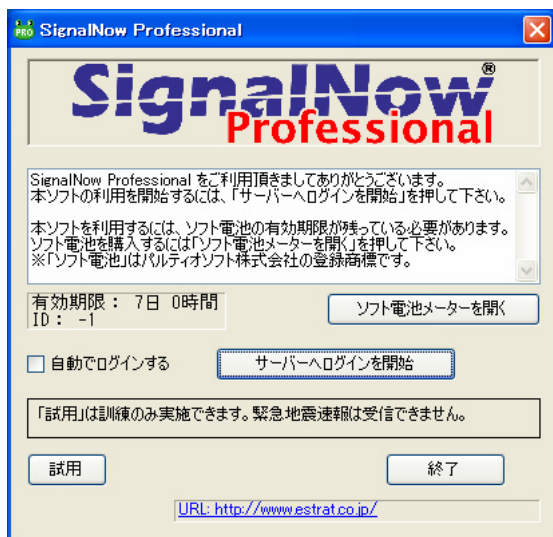 PRO SignalNow Professional
SignalNow®
Professional
SignalNow Professional をご利用頂きましてありがとうございます。
本ソフトの利用を開始するには、「サーバーへログインを開始」を押して下さい。
本ソフトを利用するには、ソフト電池の有効期限が残っている必要があります。
ソフト電池を購入するには「ソフト電池メーターを開く」を押して下さい。
※「ソフト電池」はパルティオソフト株式会社の登録商標です。
有効期限： 7日 0時間
ID： -1
ソフト電池メーターを開く
自動でログインする
サーバーへログインを開始
「試用」は訓練のみ実施できます。緊急地震速報は受信できません。
試用
終了
URL: http://www.estrat.co.jp/